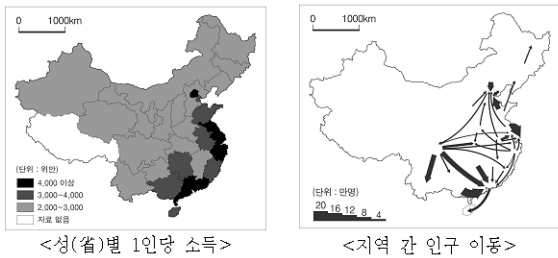 0 1000km
(단위 : 위안)
4,000 이상
3,000~4,000
2,000~3,000
자료 없음
<성(省)별 1인당 소득>
0 1000km
(단위 : 만명)
20 16 12 8 4
<지역 간 인구 이동>